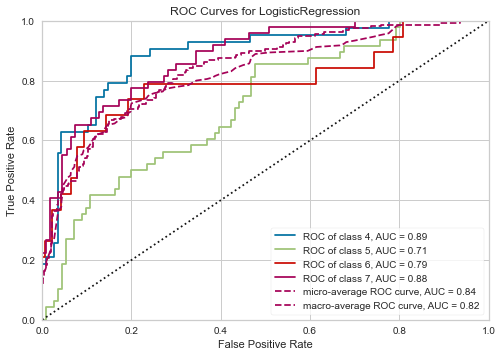 ROC Curves for LogisticRegression
1.0
0.8
0.6
0.4
0.2
0.0
True Positive Rate
ROC of class 4, AUC = 0.89
ROC of class 5, AUC = 0.71
ROC of class 6, AUC = 0.79
ROC of class 7, AUC = 0.88
micro-average ROC curve, AUC = 0.84
macro-average ROC curve, AUC = 0.82
0.0 0.2 0.4 0.6 0.8 1.0
False Positive Rate